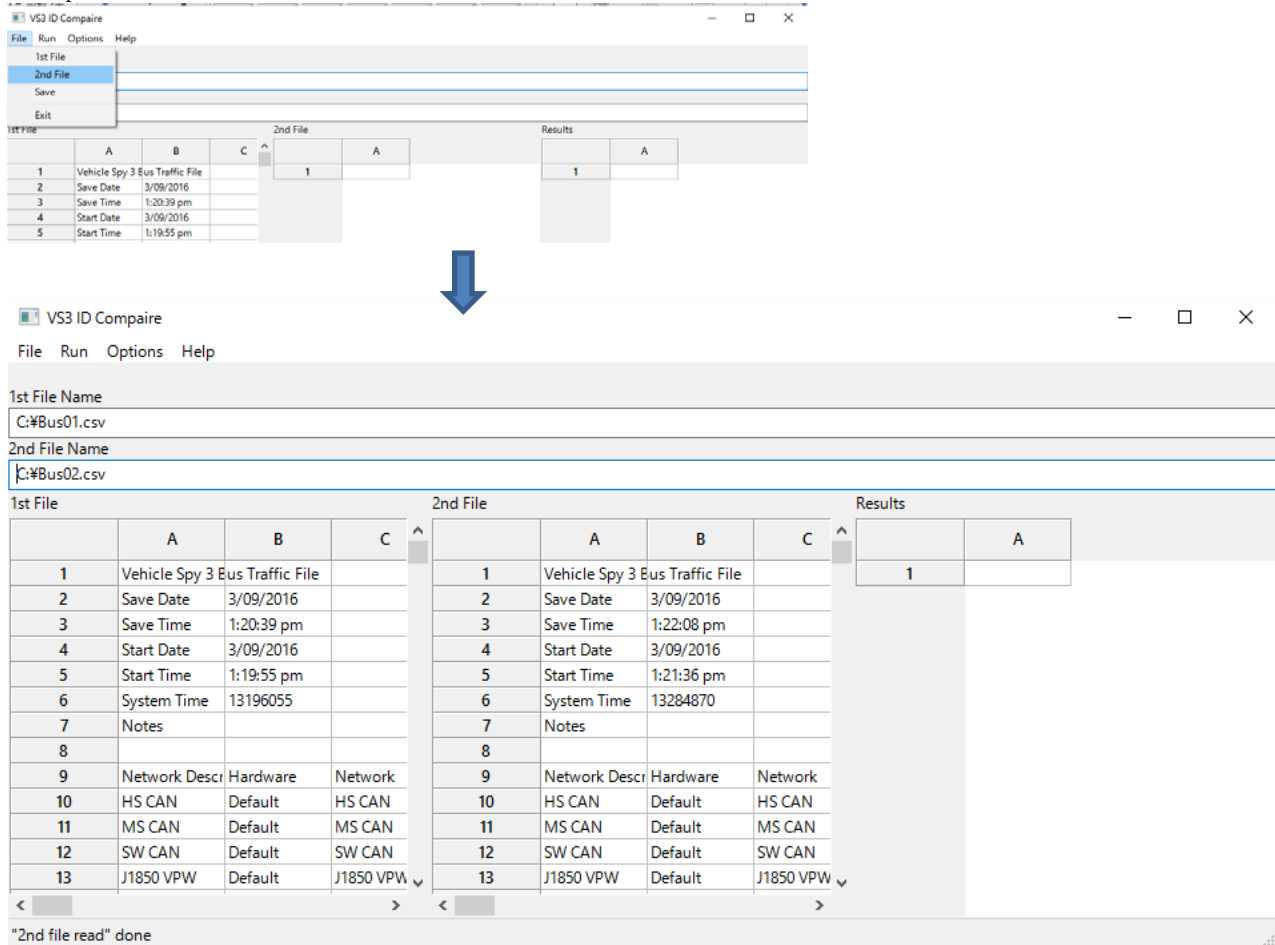 VS3 ID Compaire
File Run Options Help
1st File
2nd File
Save
Exit
1st File 2nd File Results
A B C A A
1 Vehicle Spy 3 Bus Traffic File 1 1
2 Save Date 3/09/2016
3 Save Time 1:20:39 pm
4 Start Date 3/09/2016
5 Start Time 1:19:55 pm
VS3 ID Compaire
File Run Options Help
1st File Name
C:¥Bus01.csv
2nd File Name
C:¥Bus02.csv
1st File 2nd File Results
A B C A B C A
1 Vehicle Spy 3 Bus Traffic File 1 Vehicle Spy 3 Bus Traffic File 1
2 Save Date 3/09/2016 2 Save Date 3/09/2016
3 Save Time 1:20:39 pm 3 Save Time 1:22:08 pm
4 Start Date 3/09/2016 4 Start Date 3/09/2016
5 Start Time 1:19:55 pm 5 Start Time 1:21:36 pm
6 System Time 13196055 6 System Time 13284870
7 Notes 7 Notes
8 8
9 Network Descr Hardware Network 9 Network Descr Hardware Network
10 HS CAN Default HS CAN 10 HS CAN Default HS CAN
11 MS CAN Default MS CAN 11 MS CAN Default MS CAN
12 SW CAN Default SW CAN 12 SW CAN Default SW CAN
13 J1850 VPW Default J1850 VPW 13 J1850 VPW Default J1850 VPW
"2nd file read" done